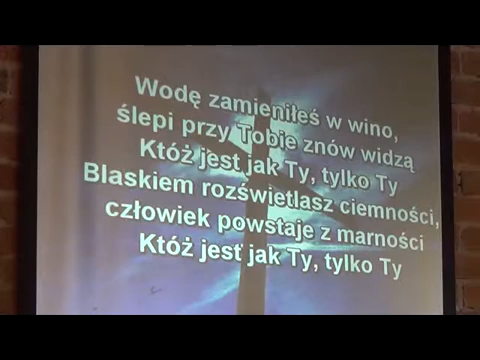 Wodę zamieniłeś w wino,
ślepi przy Tobie znów widzą
Któż jest jak Ty, tylko Ty
Blaskiem rozświetlasz ciemności,
człowiek powstaje z marności
Któż jest jak Ty, tylko Ty